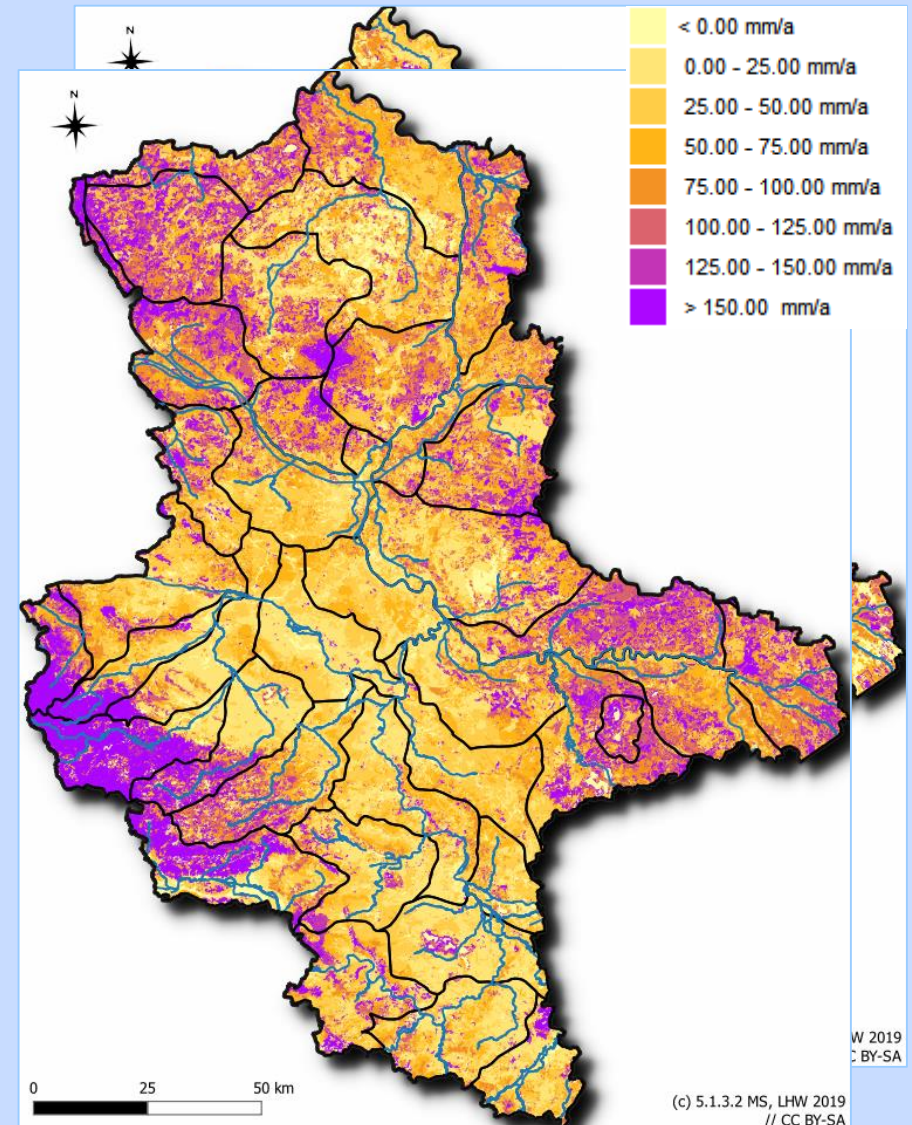 N
N
< 0.00 mm/a
0.00 - 25.00 mm/a
25.00 - 50.00 mm/a
50.00 - 75.00 mm/a
75.00 - 100.00 mm/a
100.00 - 125.00 mm/a
125.00 - 150.00 mm/a
> 150.00 mm/a
W 2019
C BY-SA
0 25 50 km
(c) 5.1.3.2 MS, LHW 2019
// CC BY-SA